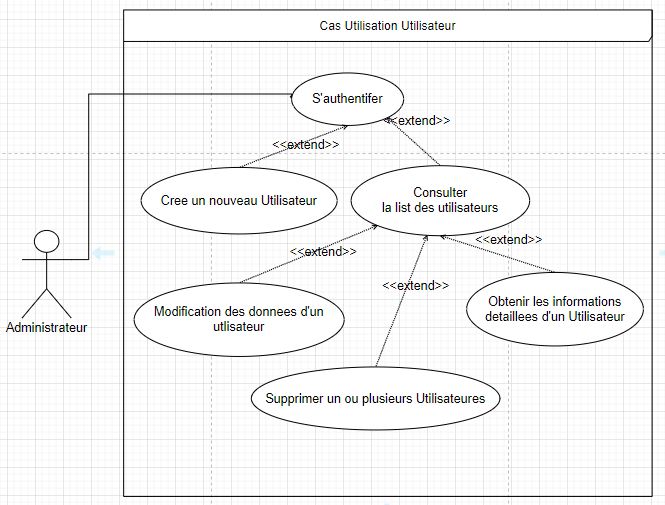 Cas Utilisation Utilisateur
S'authentifer
<<extend>>
<<extend>>
Cree un nouveau Utilisateur
Consulter
la list des utilisateurs
<<extend>>
<<extend>>
<<extend>>
Modification des donnees d'un
utlisateur
Obtenir les informations
detaillees d'un Utilisateur
Administrateur
Supprimer un ou plusieurs Utilisateures